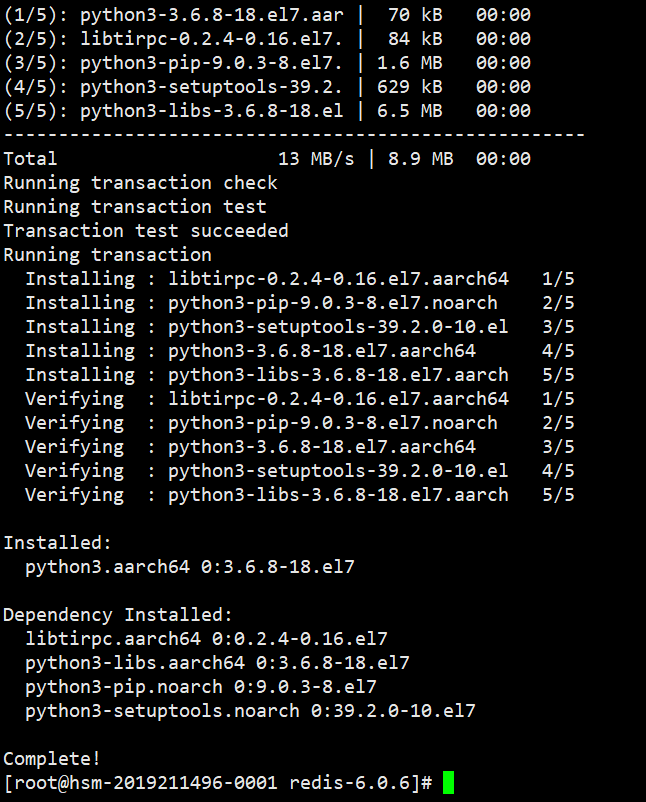 (1/5): python3-3.6.8-18.el7.aar |  70 kB   00:00
(2/5): libtirpc-0.2.4-0.16.el7. |  84 kB   00:00
(3/5): python3-pip-9.0.3-8.el7. | 1.6 MB   00:00
(4/5): python3-setuptools-39.2. | 629 kB   00:00
(5/5): python3-libs-3.6.8-18.el | 6.5 MB   00:00
-----------------------------------------------------
Total                    13 MB/s | 8.9 MB  00:00
Running transaction check
Running transaction test
Transaction test succeeded
Running transaction
  Installing : libtirpc-0.2.4-0.16.el7.aarch64   1/5
  Installing : python3-pip-9.0.3-8.el7.noarch    2/5
  Installing : python3-setuptools-39.2.0-10.el   3/5
  Installing : python3-3.6.8-18.el7.aarch64      4/5
  Installing : python3-libs-3.6.8-18.el7.aarch   5/5
  Verifying  : libtirpc-0.2.4-0.16.el7.aarch64   1/5
  Verifying  : python3-pip-9.0.3-8.el7.noarch    2/5
  Verifying  : python3-3.6.8-18.el7.aarch64      3/5
  Verifying  : python3-setuptools-39.2.0-10.el   4/5
  Verifying  : python3-libs-3.6.8-18.el7.aarch   5/5
Installed:
  python3.aarch64 0:3.6.8-18.el7
Dependency Installed:
  libtirpc.aarch64 0:0.2.4-0.16.el7
  python3-libs.aarch64 0:3.6.8-18.el7
  python3-pip.noarch 0:9.0.3-8.el7
  python3-setuptools.noarch 0:39.2.0-10.el7
Complete!
[root@hsm-2019211496-0001 redis-6.0.6]#